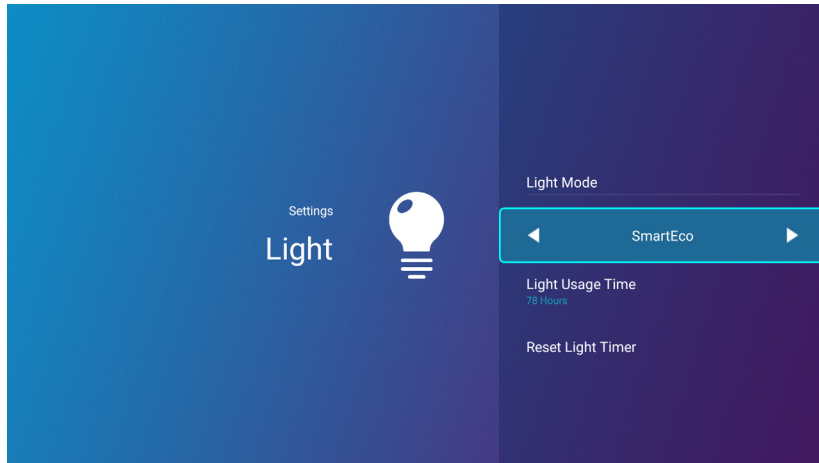 Settings
Light
Light Mode
SmartEco
Light Usage Time
78 Hours
Reset Light Timer